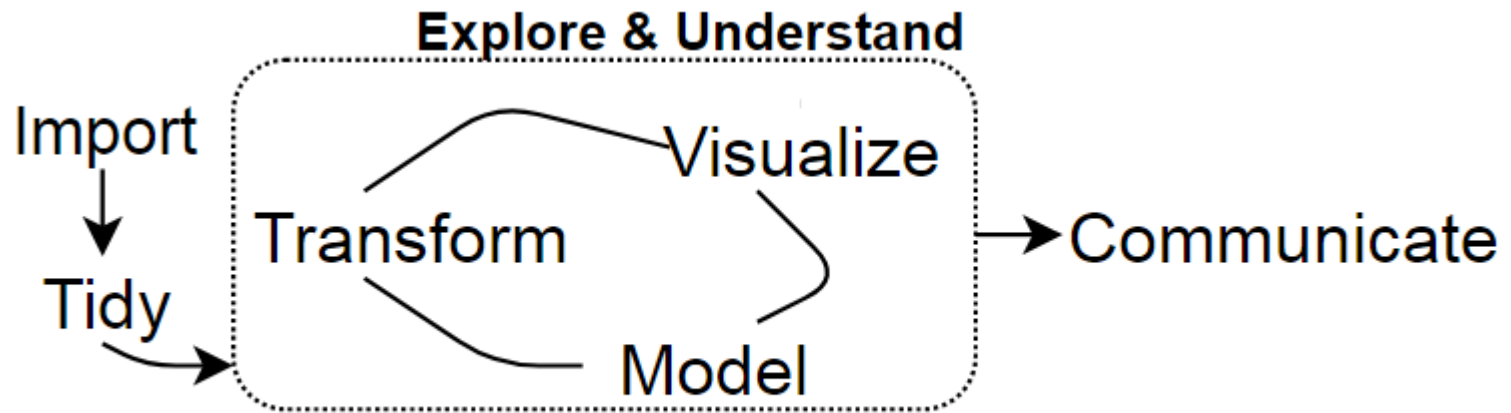 Explore & Understand
Import
Visualize
Transform
Communicate
Tidy
Model